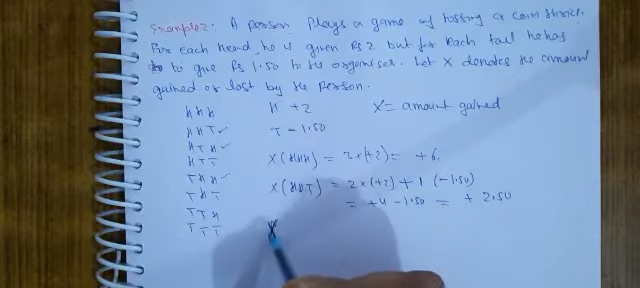 Example 2: A person plays a game of tossing a coin thrice.
For each head, he is given Rs 2 but for each tail he has
to give Rs 1.50 to the organiser. Let X denotes the amount
gained or lost by the person.
HHH H +2 X = amount gained
HHT ✓ T - 1.50
HTH ✓
HTT X(HHH) = 3x(+2) = +6.
THH ✓
THT X(HHT) = 2x(+2) + 1 (-1.50)
TTH = +4 - 1.50 = + 2.50
TTT X